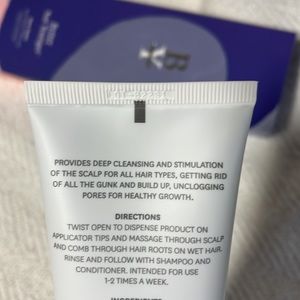 PROVIDES DEEP CLEANSING AND STIMULATION
OF THE SCALP FOR ALL HAIR TYPES, GETTING RID
OF ALL THE GUNK AND BUILD UP, UNCLOGGING
PORES FOR HEALTHY GROWTH.
DIRECTIONS
TWIST OPEN TO DISPENSE PRODUCT ON
APPLICATOR TIPS AND MASSAGE THROUGH SCALP
AND COMB THROUGH HAIR ROOTS ON WET HAIR.
RINSE AND FOLLOW WITH SHAMPOO AND
CONDITIONER. INTENDED FOR USE
1-2 TIMES A WEEK.
INGREDIENTS